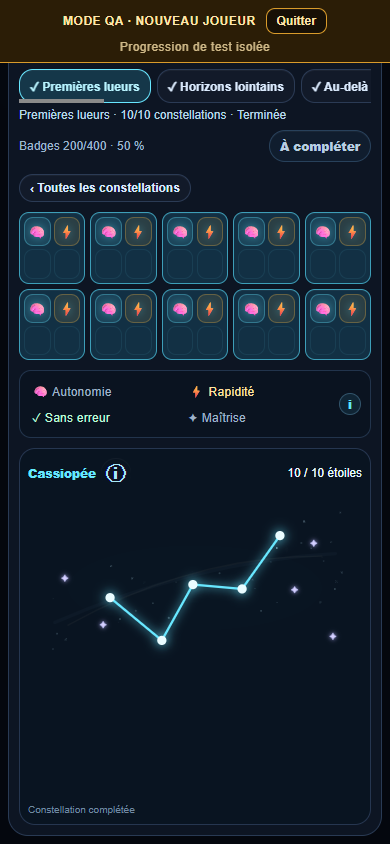 MODE QA · NOUVEAU JOUEUR Quitter
Progression de test isolée
✓ Premières lueurs ✓ Horizons lointains ✓ Au-delà
Premières lueurs · 10/10 constellations · Terminée
Badges 200/400 · 50 % À compléter
‹ Toutes les constellations
Autonomie Rapidité
✓ Sans erreur ✦ Maîtrise
i
Cassiopée i 10 / 10 étoiles
Constellation complétée